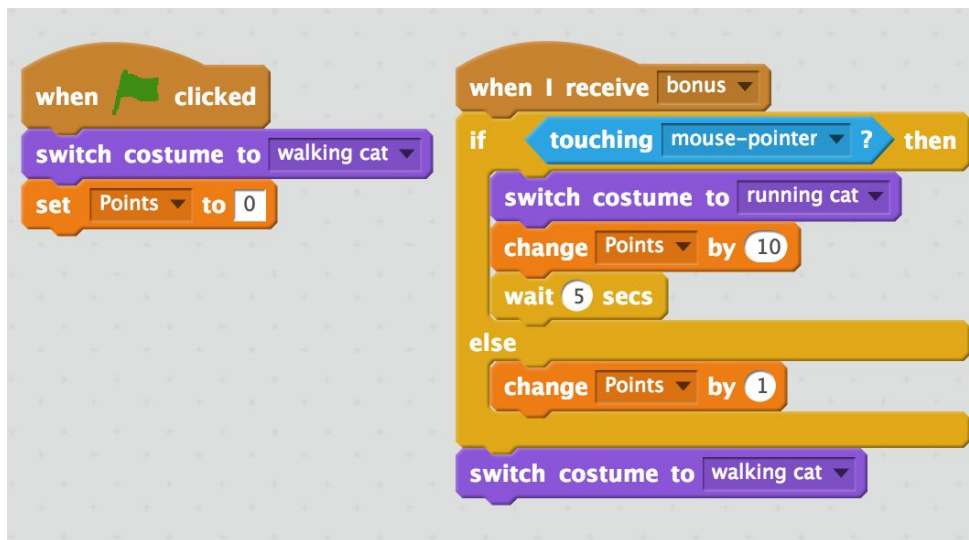 when clicked
switch costume to walking cat
set Points to 0
when I receive bonus
if touching mouse-pointer ? then
switch costume to running cat
change Points by 10
wait 5 secs
else
change Points by 1
switch costume to walking cat